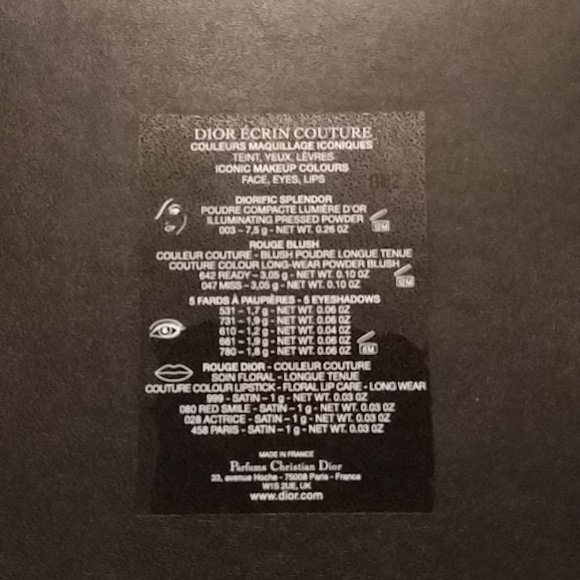 DIOR ÉCRIN COUTURE
COULEURS MAQUILLAGE ICONIQUES
TEINT, YEUX, LÈVRES
ICONIC MAKEUP COLOURS
FACE, EYES, LIPS
DIORIFIC SPLENDOR
POUDRE COMPACTE LUMIÈRE D'OR
ILLUMINATING PRESSED POWDER
003 – 7,5 g - NET WT. 0.26 OZ
12M
ROUGE BLUSH
COULEUR COUTURE - BLUSH POUDRE LONGUE TENUE
COUTURE COLOUR LONG-WEAR POWDER BLUSH
642 READY – 3,05 g - NET WT. 0.10 OZ
047 MISS – 3,05 g - NET WT. 0.10 OZ
12M
5 FARDS À PAUPIÈRES - 5 EYESHADOWS
531 – 1,7 g - NET WT. 0.06 OZ
731 – 1,9 g - NET WT. 0.06 OZ
610 – 1,2 g - NET WT. 0.04 OZ
661 – 1,9 g - NET WT. 0.06 OZ
780 – 1,8 g - NET WT. 0.06 OZ
6M
ROUGE DIOR - COULEUR COUTURE
SOIN FLORAL - LONGUE TENUE
COUTURE COLOUR LIPSTICK - FLORAL LIP CARE - LONG WEAR
999 – SATIN – 1 g - NET WT. 0.03 OZ
080 RED SMILE – SATIN – 1 g - NET WT. 0.03 OZ
028 ACTRICE – SATIN – 1 g - NET WT. 0.03 OZ
458 PARIS – SATIN – 1 g - NET WT. 0.03 OZ
MADE IN FRANCE
Parfums Christian Dior
33, avenue Hoche - 75008 Paris - France
W1S 2UE, UK
www.dior.com